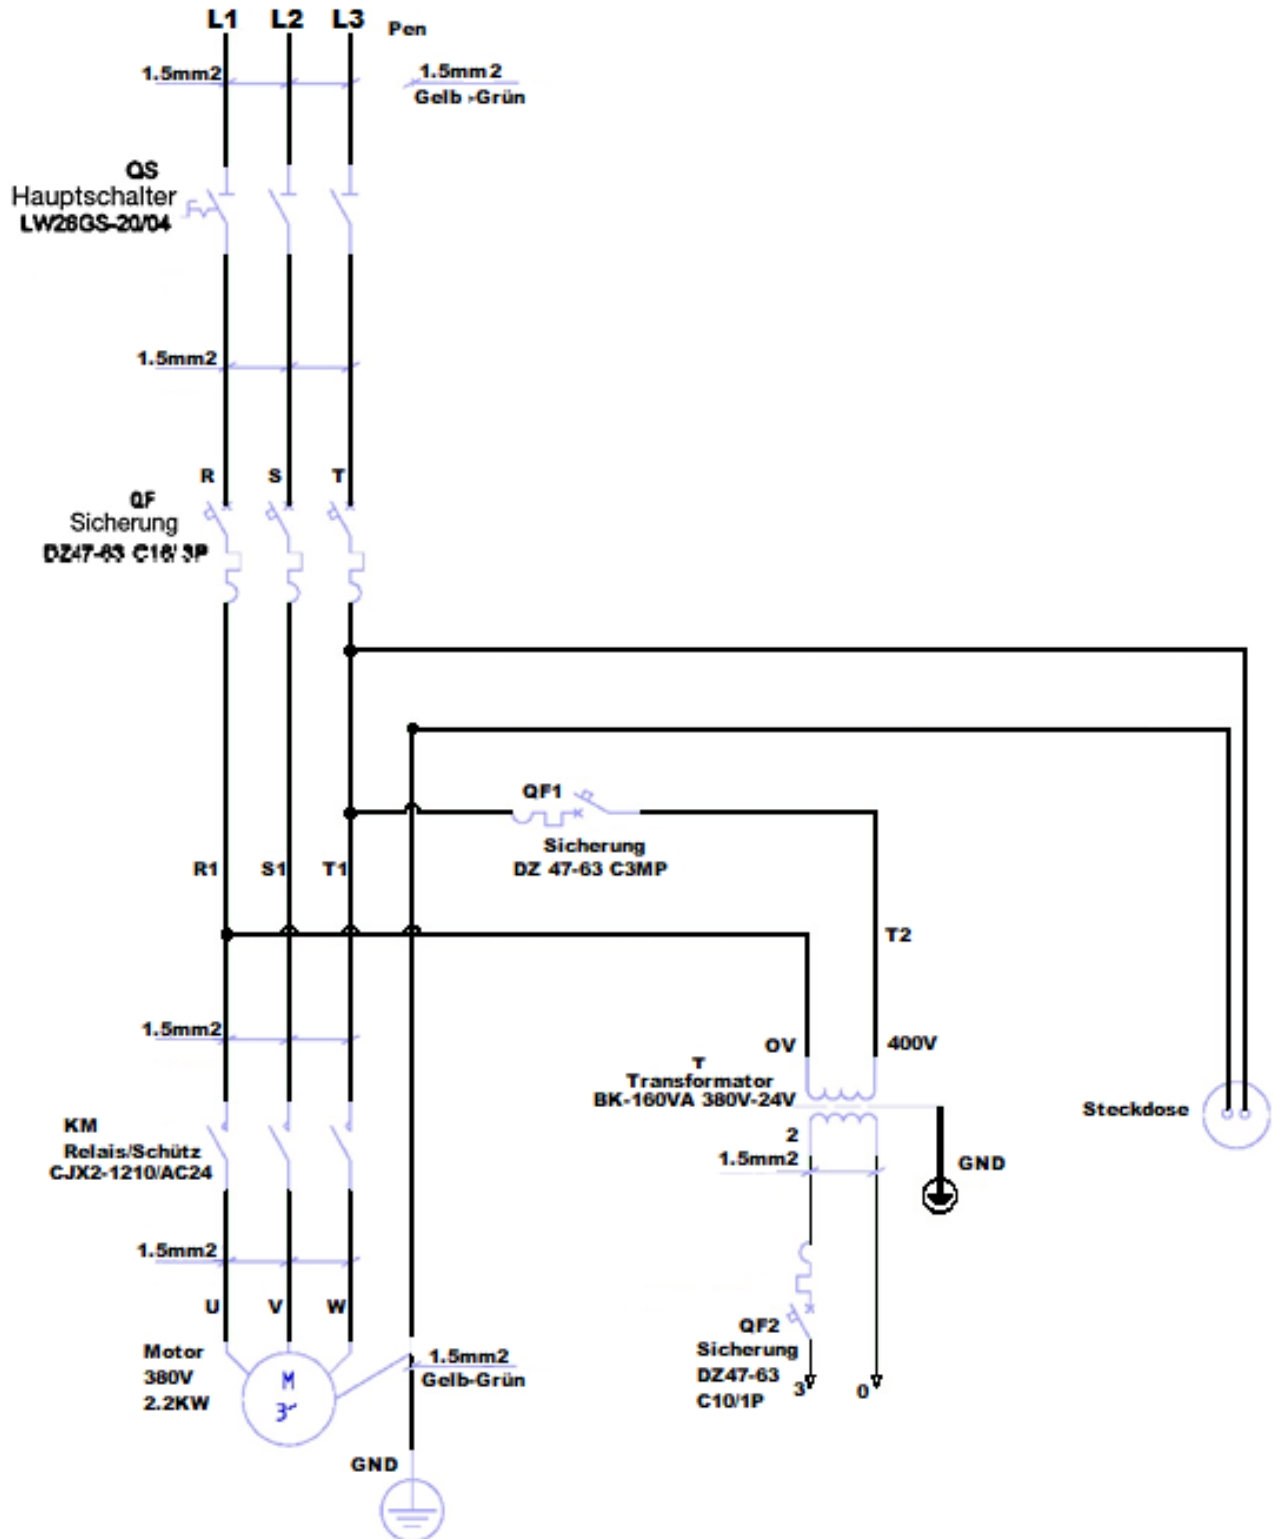 L1 L2 L3 Pen
1.5mm2
1.5mm2
Gelb-Grün
QS
Hauptschalter
LW26GS-20/04
1.5mm2
R S T
QF
Sicherung
DZ47-63 C16/ 3P
QF1
Sicherung
DZ 47-63 C3MP
R1 S1 T1
T2
1.5mm2
OV 400V
T
Transformator
BK-160VA 380V-24V
Steckdose
KM
Relais/Schütz
CJX2-1210/AC24
2
1.5mm2
GND
1.5mm2
U V W
QF2
Sicherung
DZ47-63
C10/1P
3 0
Motor
380V
2.2KW
M
3~
1.5mm2
Gelb-Grün
GND